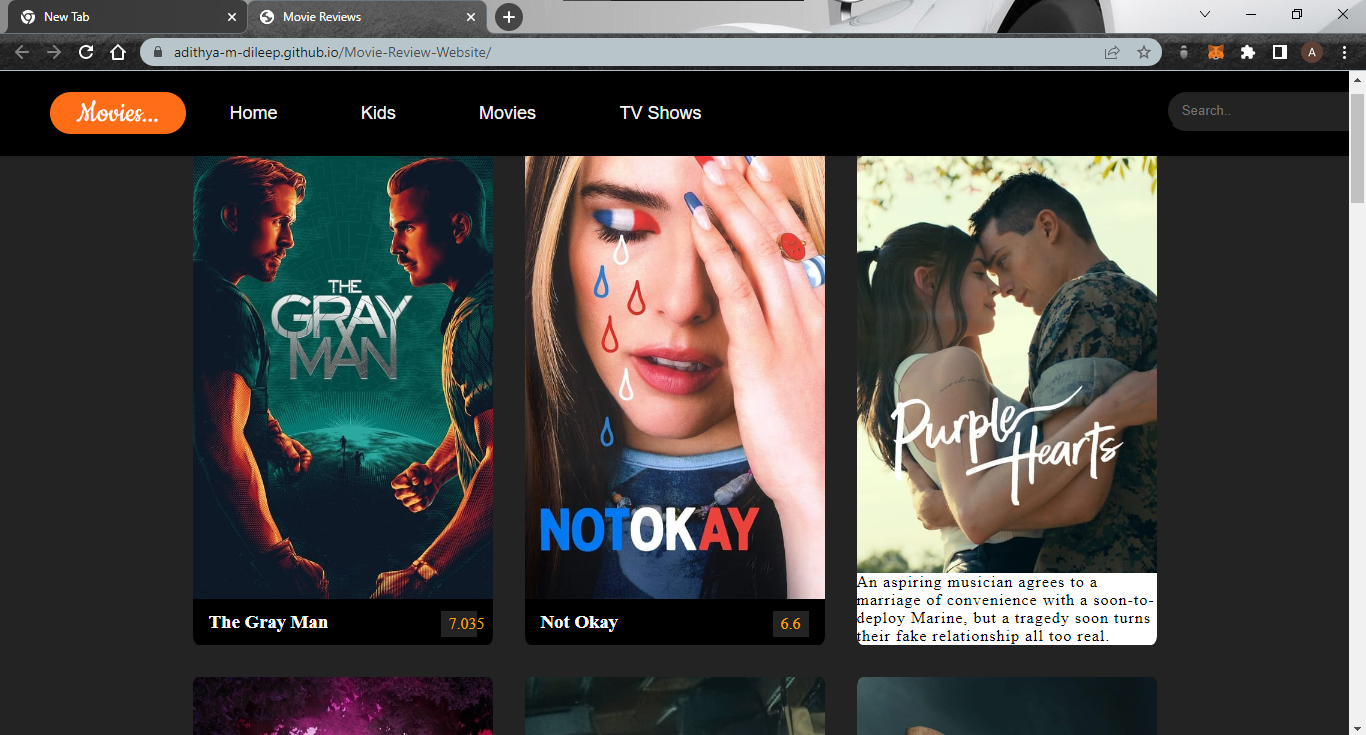 New Tab
Movie Reviews
adithya-m-dileep.github.io/Movie-Review-Website/
A
Movies...
Home
Kids
Movies
TV Shows
Search..
THE
GRAY
MAN
The Gray Man
7.035
NOTOKAY
Not Okay
6.6
Purple
Hearts
An aspiring musician agrees to a
marriage of convenience with a soon-to-
deploy Marine, but a tragedy soon turns
their fake relationship all too real.